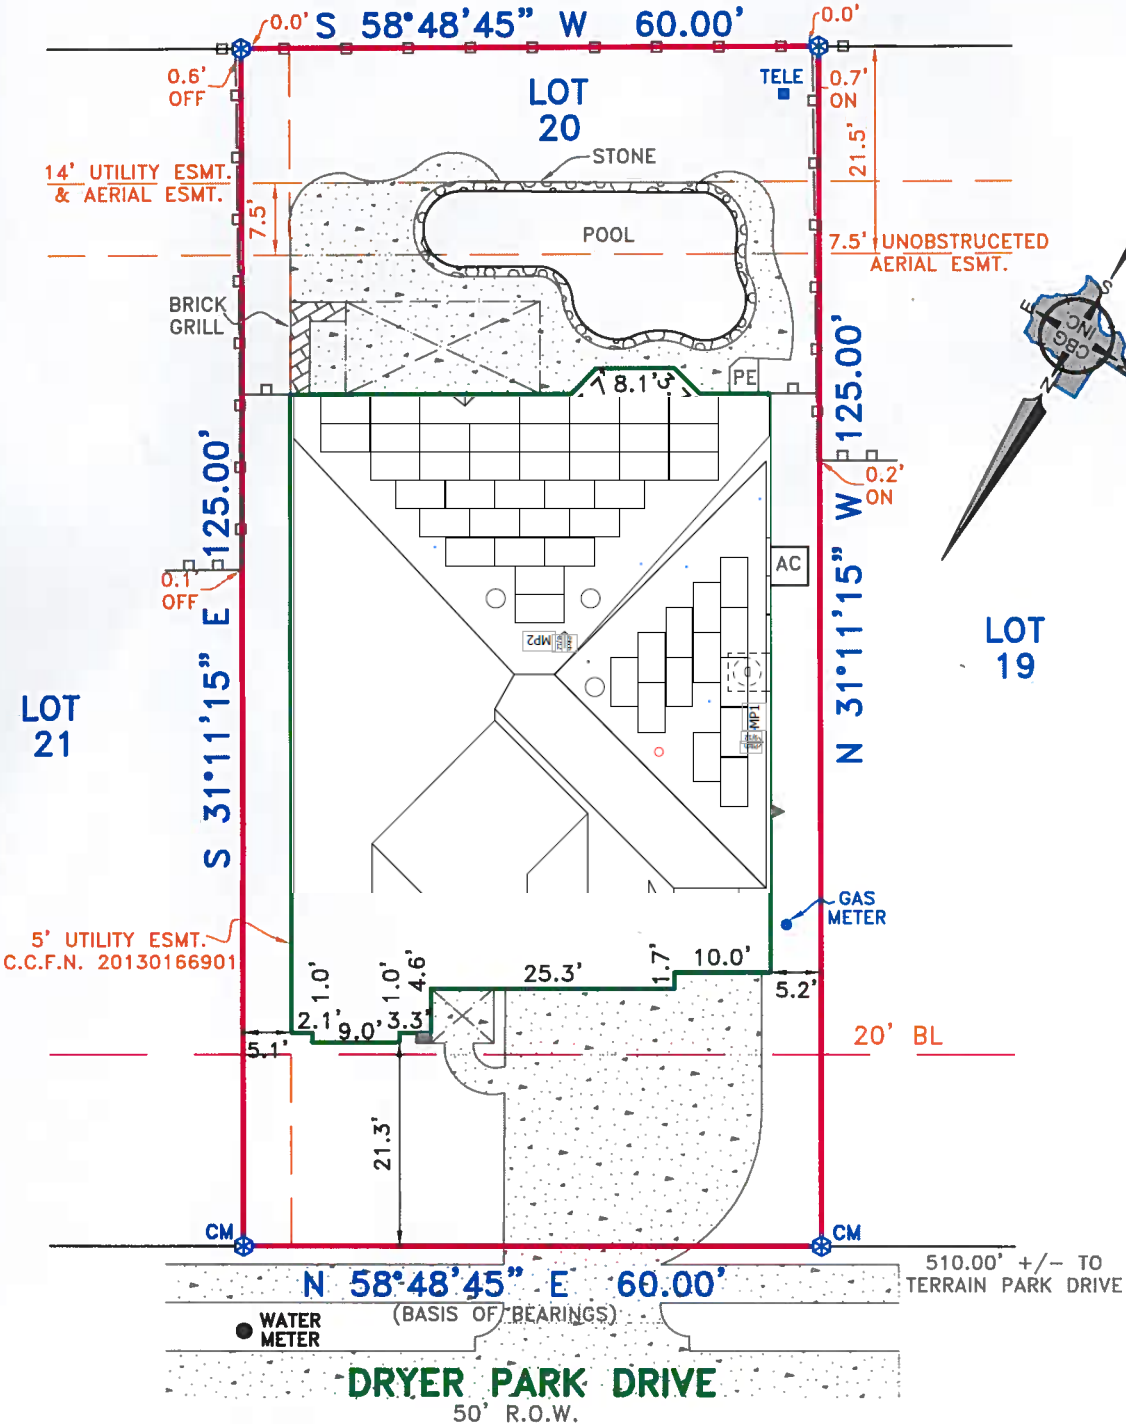 0.0'
S 58°48'45" W 60.00'
0.0'
0.6'
OFF
TELE
0.7'
ON
LOT
20
21.5'
STONE
14' UTILITY ESMT.
& AERIAL ESMT.
7.5'
POOL
7.5' UNOBSTRUCETED
AERIAL ESMT.
BRICK
GRILL
E
S
GBG
INC
N
8.1'
PE
125.00'
125.00'
0.2'
ON
AC
0.1'
OFF
S 31°11'15" E
N 31°11'15" W
MP2
LOT
19
LOT
21
MP1
GAS
METER
5' UTILITY ESMT.
C.C.F.N. 20130166901
1.0'
1.0'
4.6'
25.3'
1.7'
10.0'
5.2'
2.1'
9.0'
3.3'
5.1'
20' BL
21.3'
CM
CM
510.00' +/- TO
TERRAIN PARK DRIVE
N 58°48'45" E 60.00'
(BASIS OF BEARINGS)
WATER
METER
DRYER PARK DRIVE
50' R.O.W.